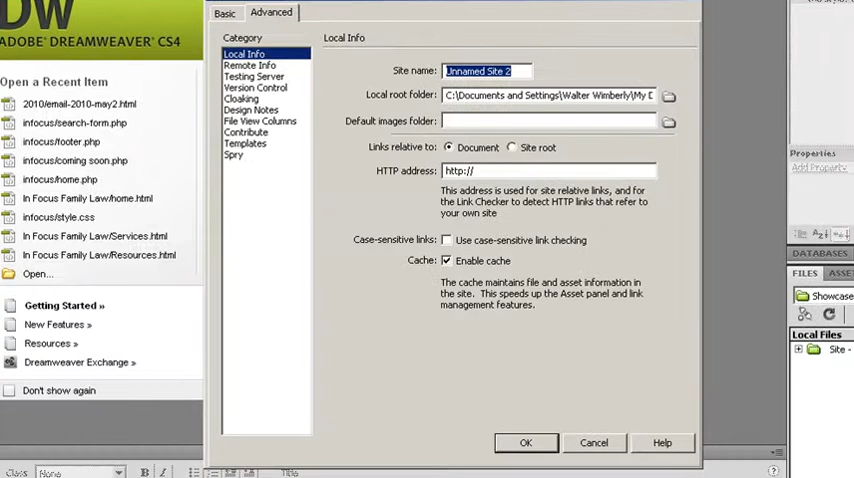 DW
ADOBE® DREAMWEAVER® CS4
Open a Recent Item
2010/email-2010-may2.html
infocus/search-form.php
infocus/footer.php
infocus/coming soon.php
infocus/home.php
In Focus Family Law/home.html
infocus/style.css
In Focus Family Law/Services.html
In Focus Family Law/Resources.html
Open...
Getting Started »
New Features »
Resources »
Dreamweaver Exchange »
Don't show again
Class
None
B
I
Title
Basic
Advanced
Category
Local Info
Remote Info
Testing Server
Version Control
Cloaking
Design Notes
File View Columns
Contribute
Templates
Spry
Local Info
Site name: Unnamed Site 2
Local root folder: C:\Documents and Settings\Walter Wimberly\My D
Default images folder:
Links relative to: Document Site root
HTTP address: http://
This address is used for site relative links, and for
the Link Checker to detect HTTP links that refer to
your own site
Case-sensitive links: Use case-sensitive link checking
Cache: Enable cache
The cache maintains file and asset information in
the site. This speeds up the Asset panel and link
management features.
OK
Cancel
Help
Properties
Add Property
DATABASES
FILES
ASSE
Showcase
Local Files
Site -